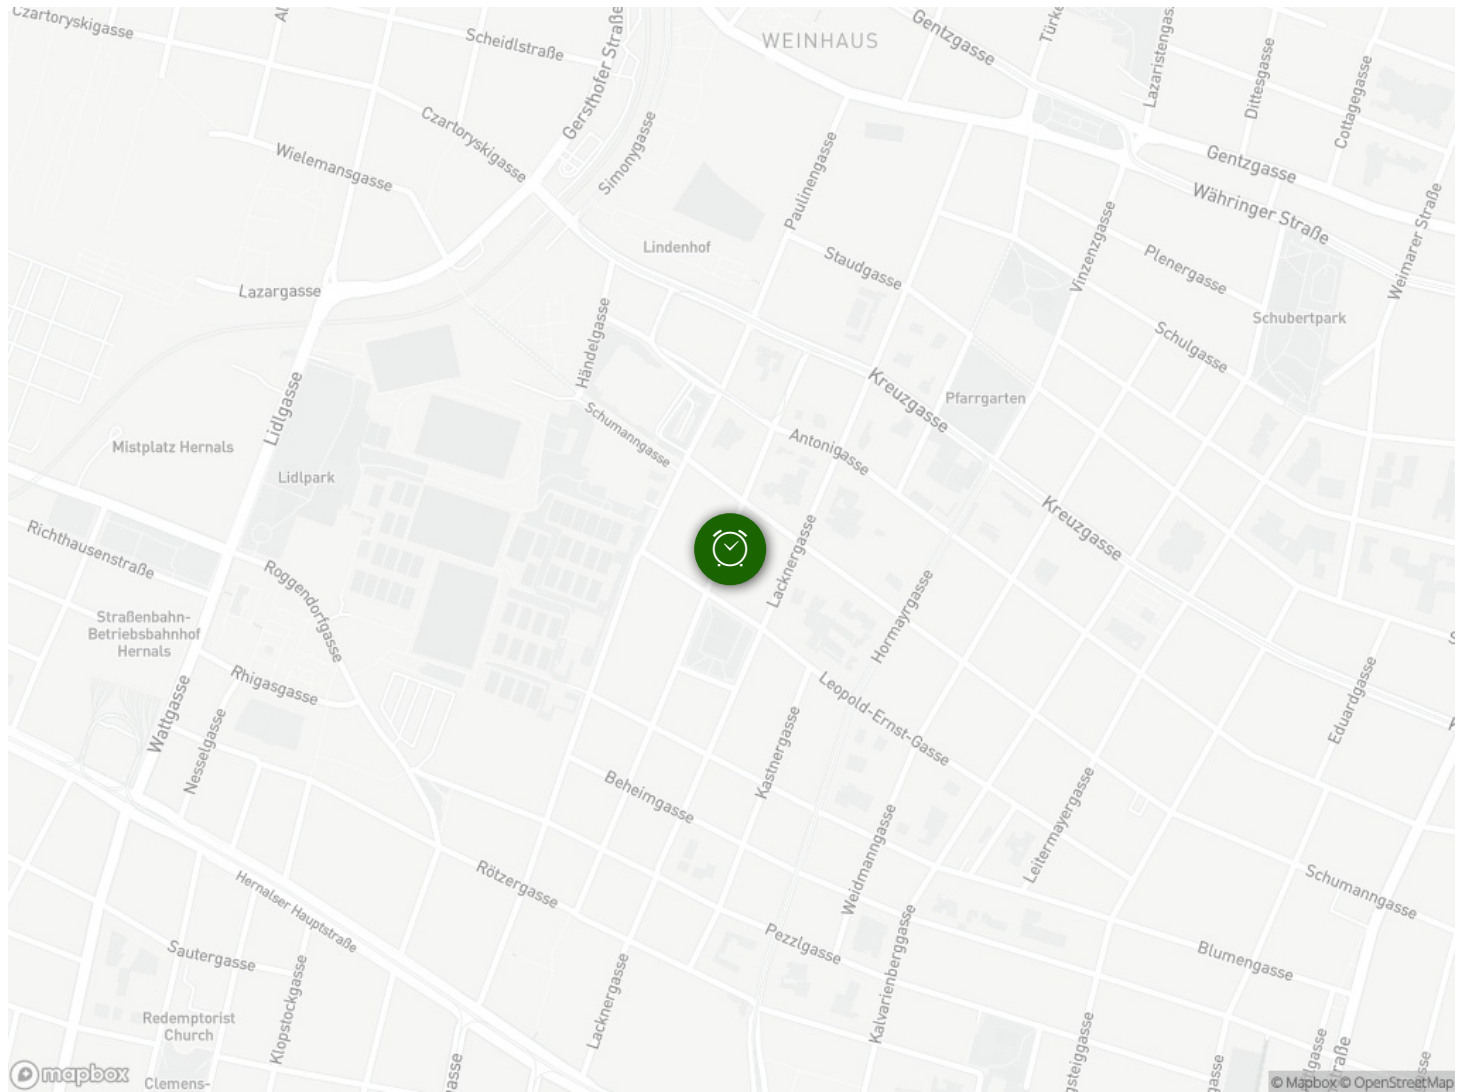 Czartoryskigasse
Scheidlstraße
Gersthofer Straße
WEINHAUS
Gentzgasse
Dittesgasse
Cottagegasse
Czartoryskigasse
Simonygasse
Wielemansgasse
Paulinengasse
Gentzgasse
Währinger Straße
Weimarer Straße
Lindenhof
Staudgasse
Vinzenzgasse
Plenergasse
Lazargasse
Händelgasse
Schubertpark
Schulgasse
Lidlgasse
Kreuzgasse
Pfarrgarten
Schumanngasse
Antonigasse
Mistplatz Hernals
Lidlpark
Kreuzgasse
Richthausenstraße
Roggendorfgasse
Lacknergasse
Hormayrgasse
Straßenbahn-
Betriebsbahnhof
Hernals
Rhigasgasse
Leopold-Ernst-Gasse
Eduardgasse
Wattgasse
Nesselgasse
Kastnergasse
Beheimgasse
Leitermayergasse
Weidmanngasse
Rötzergasse
Schumanngasse
Hernalser Hauptstraße
Pezzlgasse
Blumengasse
Sautergasse
Klopstockgasse
Lacknergasse
Kalvarienberggasse
Redemptorist
Church
Clemens-
mapbox
© Mapbox © OpenStreetMap